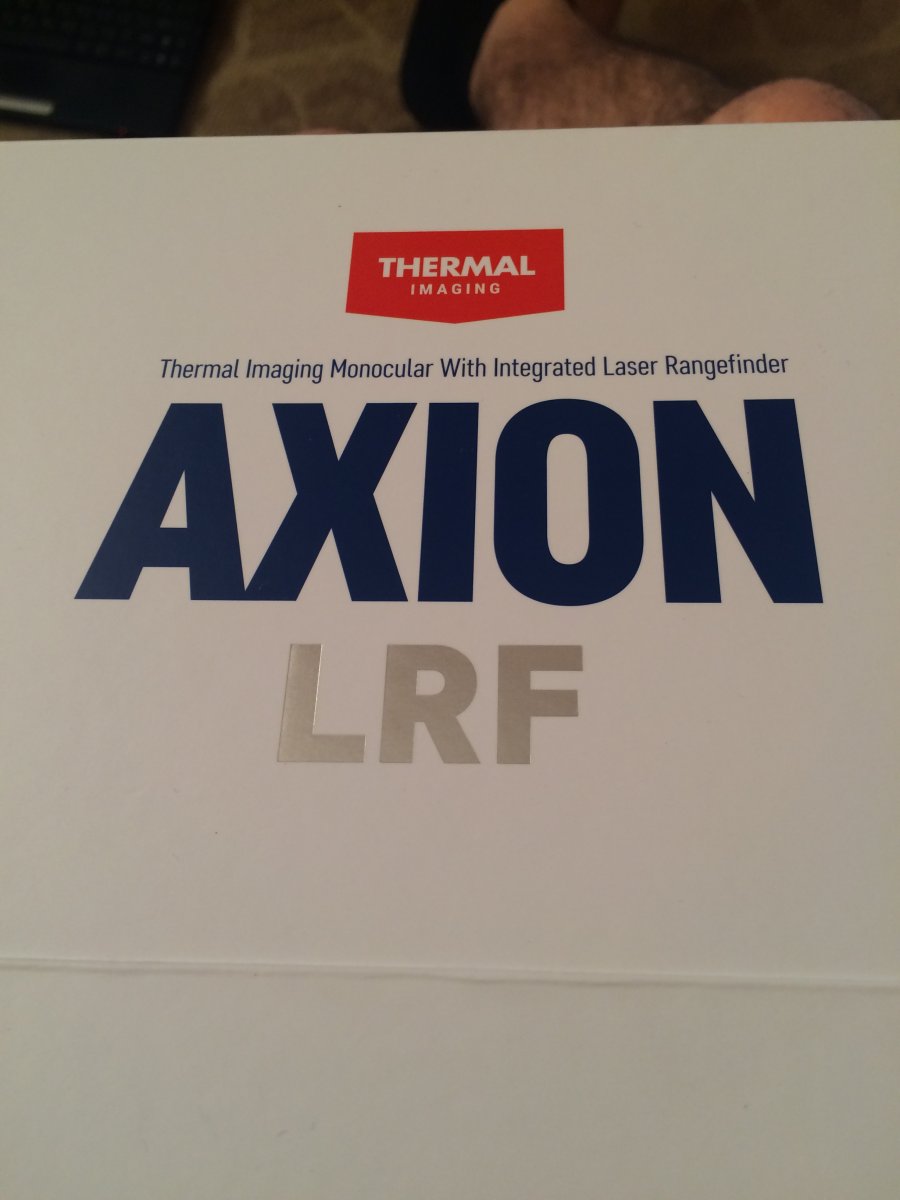 THERMAL
IMAGING
Thermal Imaging Monocular With Integrated Laser Rangefinder
AXION
LRF